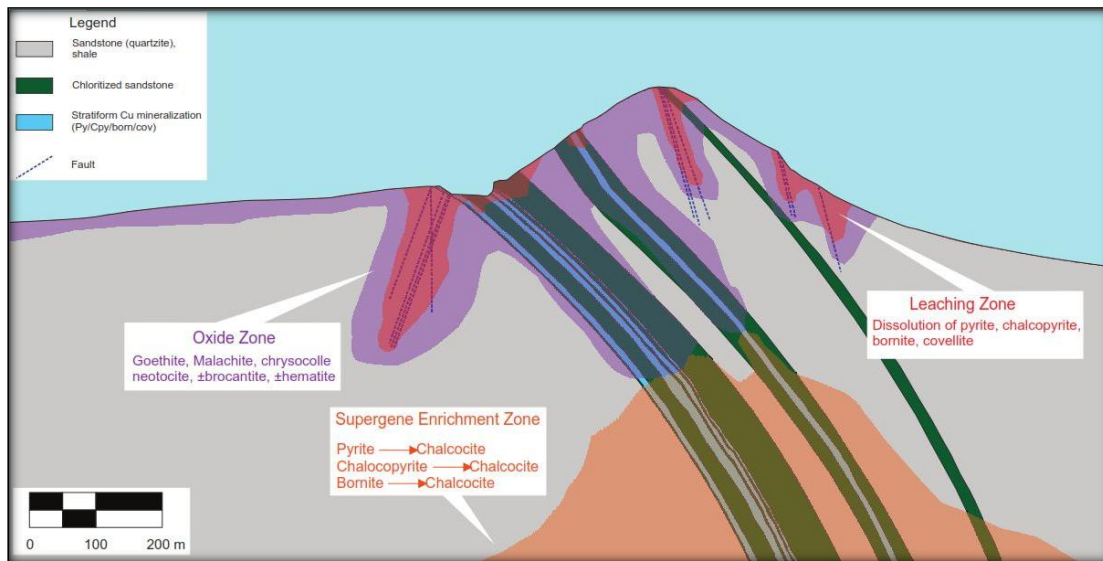 Legend
Sandstone (quartzite),
shale
Chloritized sandstone
Stratiform Cu mineralization
(Py/Cpy/born/cov)
Fault
Oxide Zone
Goethite, Malachite, chrysocolle
neotocite, ±brocantite, ±hematite
Leaching Zone
Dissolution of pyrite, chalcopyrite,
bornite, covellite
Supergene Enrichment Zone
Pyrite → Chalcocite
Chalocopyrite → Chalcocite
Bornite → Chalcocite
0 100 200 m